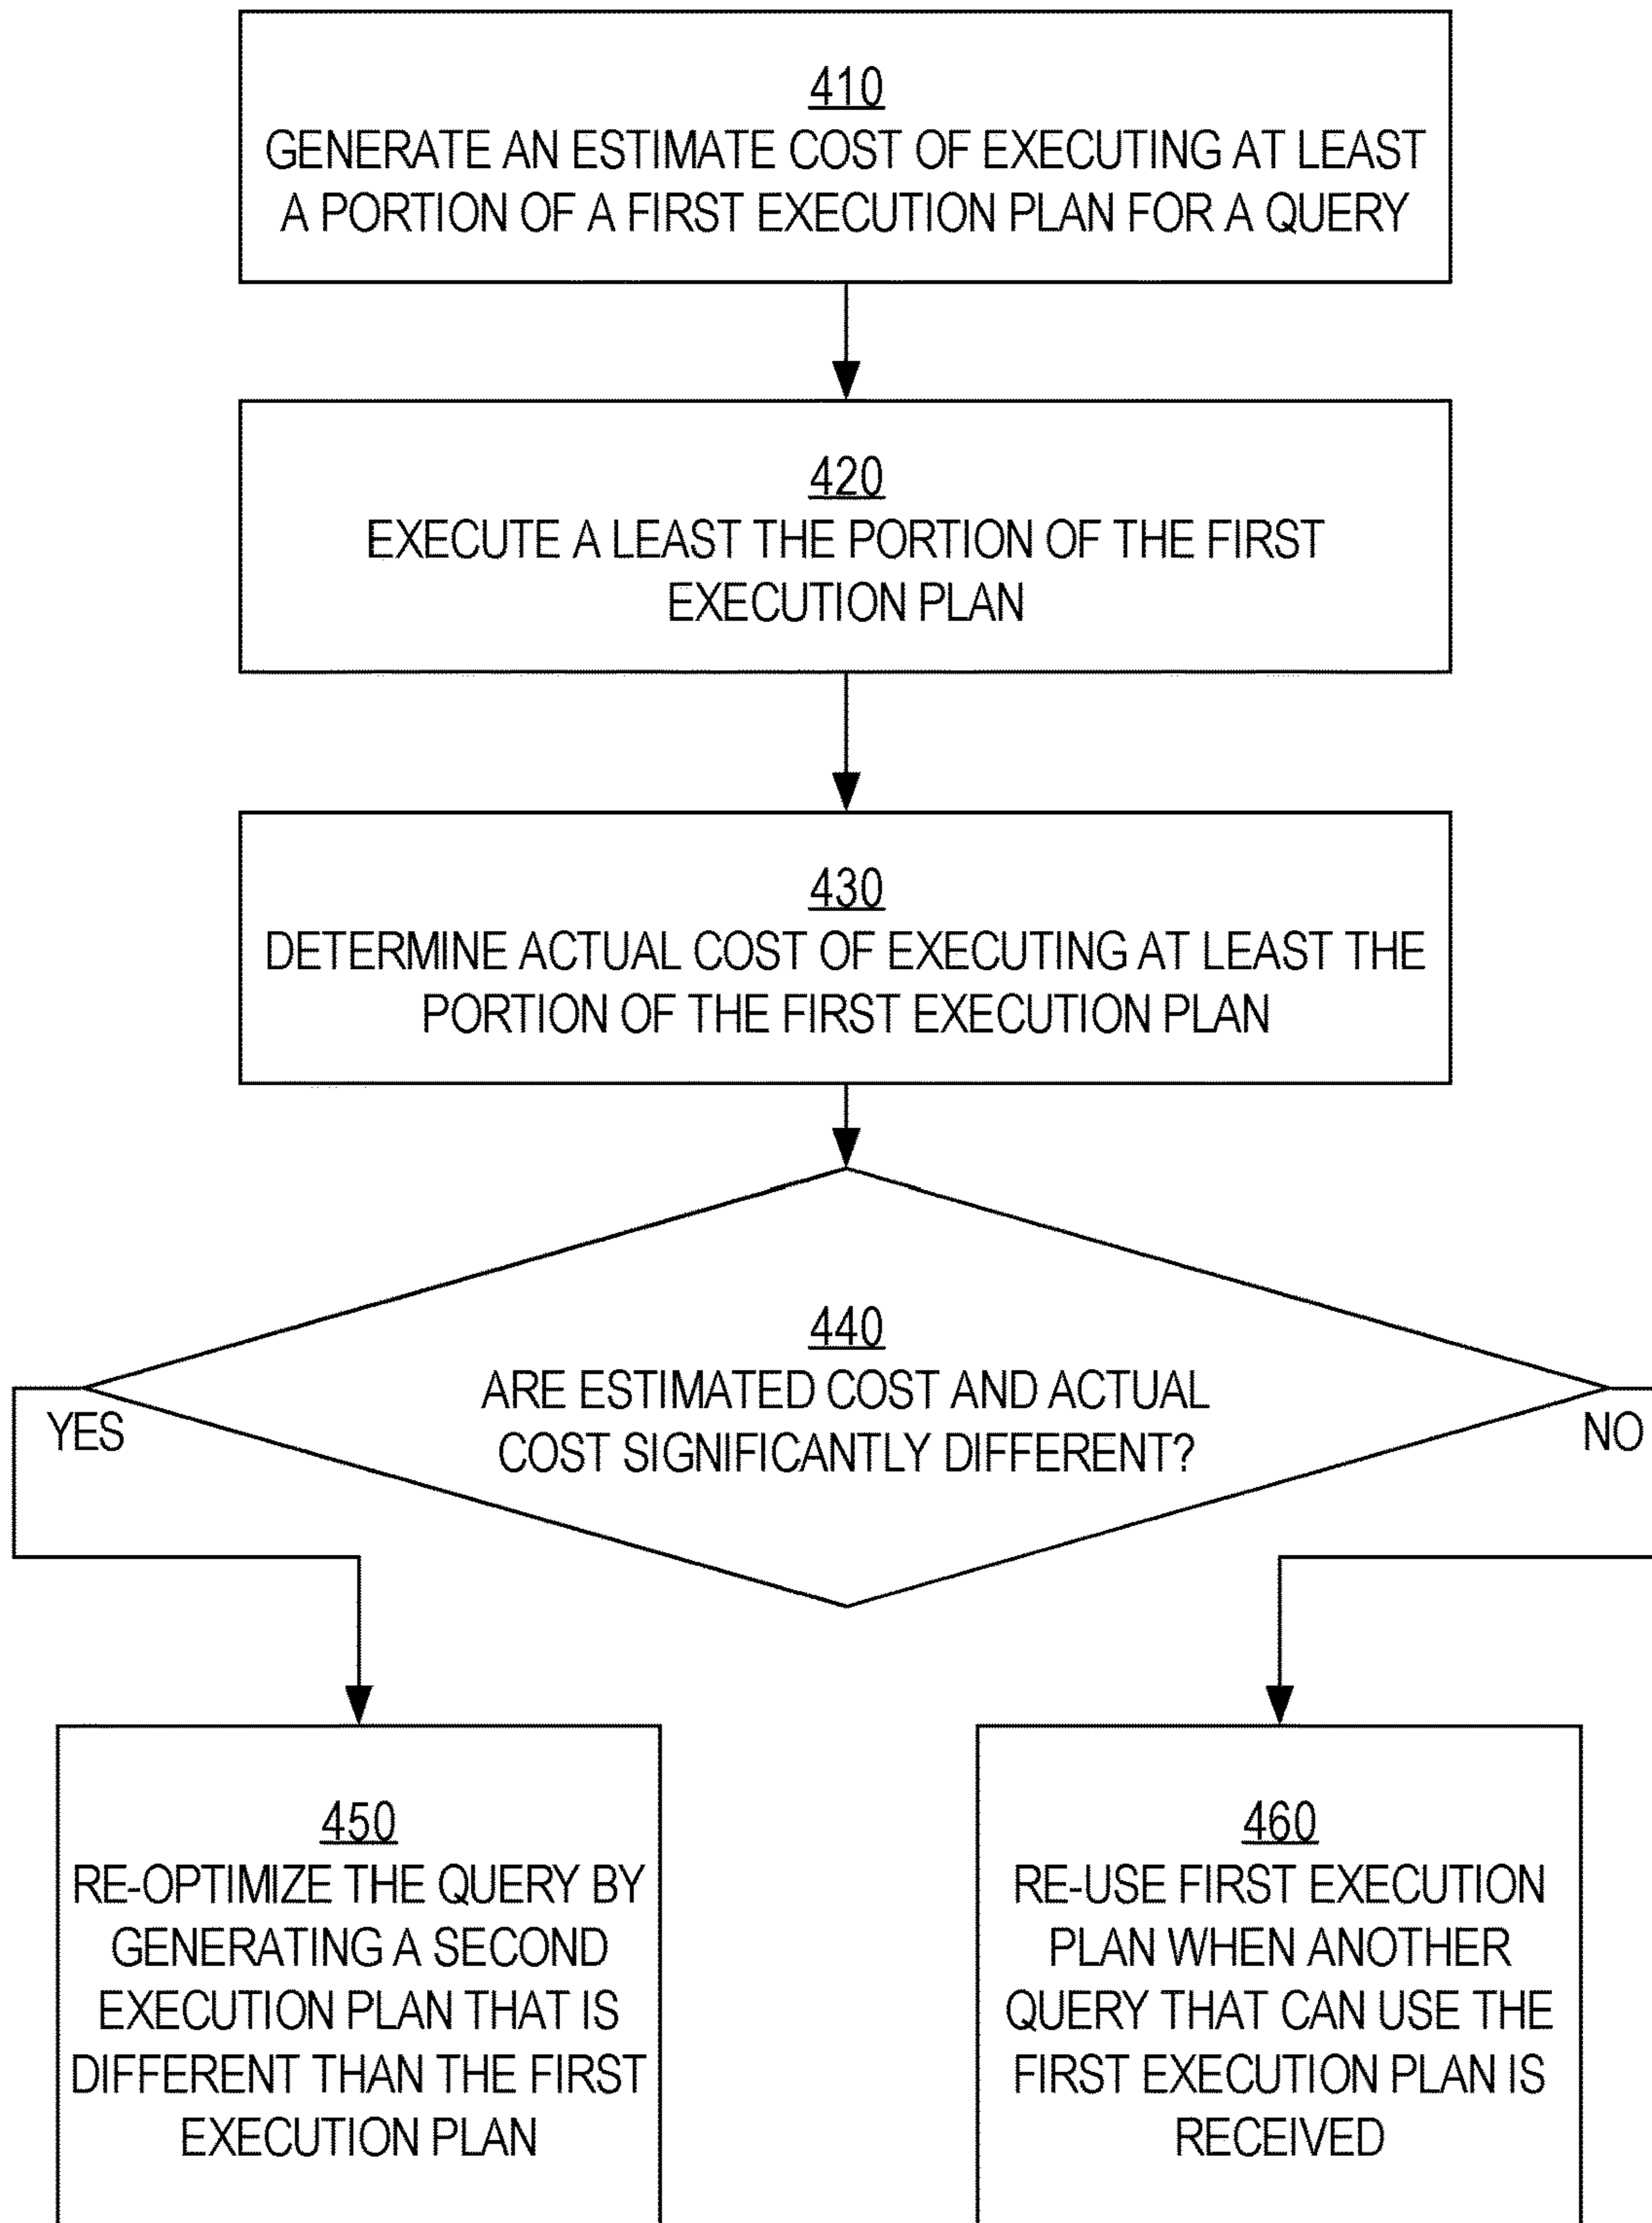 410
GENERATE AN ESTIMATE COST OF EXECUTING AT LEAST
A PORTION OF A FIRST EXECUTION PLAN FOR A QUERY
420
EXECUTE A LEAST THE PORTION OF THE FIRST
EXECUTION PLAN
430
DETERMINE ACTUAL COST OF EXECUTING AT LEAST THE
PORTION OF THE FIRST EXECUTION PLAN
440
ARE ESTIMATED COST AND ACTUAL
COST SIGNIFICANTLY DIFFERENT?
YES
NO
450
RE-OPTIMIZE THE QUERY BY
GENERATING A SECOND
EXECUTION PLAN THAT IS
DIFFERENT THAN THE FIRST
EXECUTION PLAN
460
RE-USE FIRST EXECUTION
PLAN WHEN ANOTHER
QUERY THAT CAN USE THE
FIRST EXECUTION PLAN IS
RECEIVED